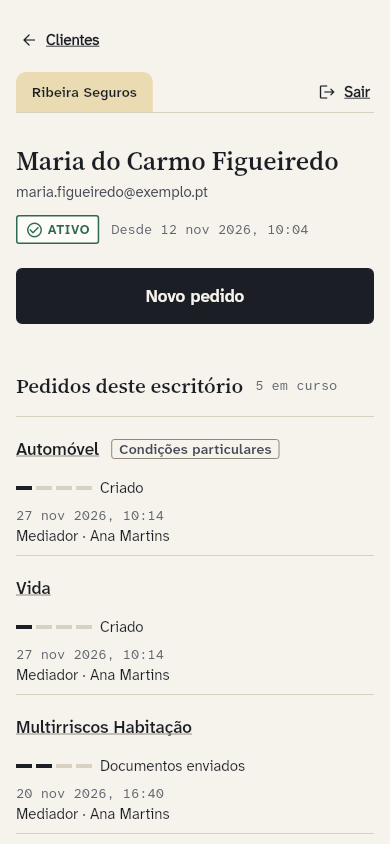 Clientes
Ribeira Seguros
Sair
Maria do Carmo Figueiredo
maria.figueiredo@exemplo.pt
ATIVO Desde 12 nov 2026, 10:04
Novo pedido
Pedidos deste escritório 5 em curso
Automóvel Condições particulares
Criado
27 nov 2026, 10:14
Mediador · Ana Martins
Vida
Criado
27 nov 2026, 10:14
Mediador · Ana Martins
Multirriscos Habitação
Documentos enviados
20 nov 2026, 16:40
Mediador · Ana Martins